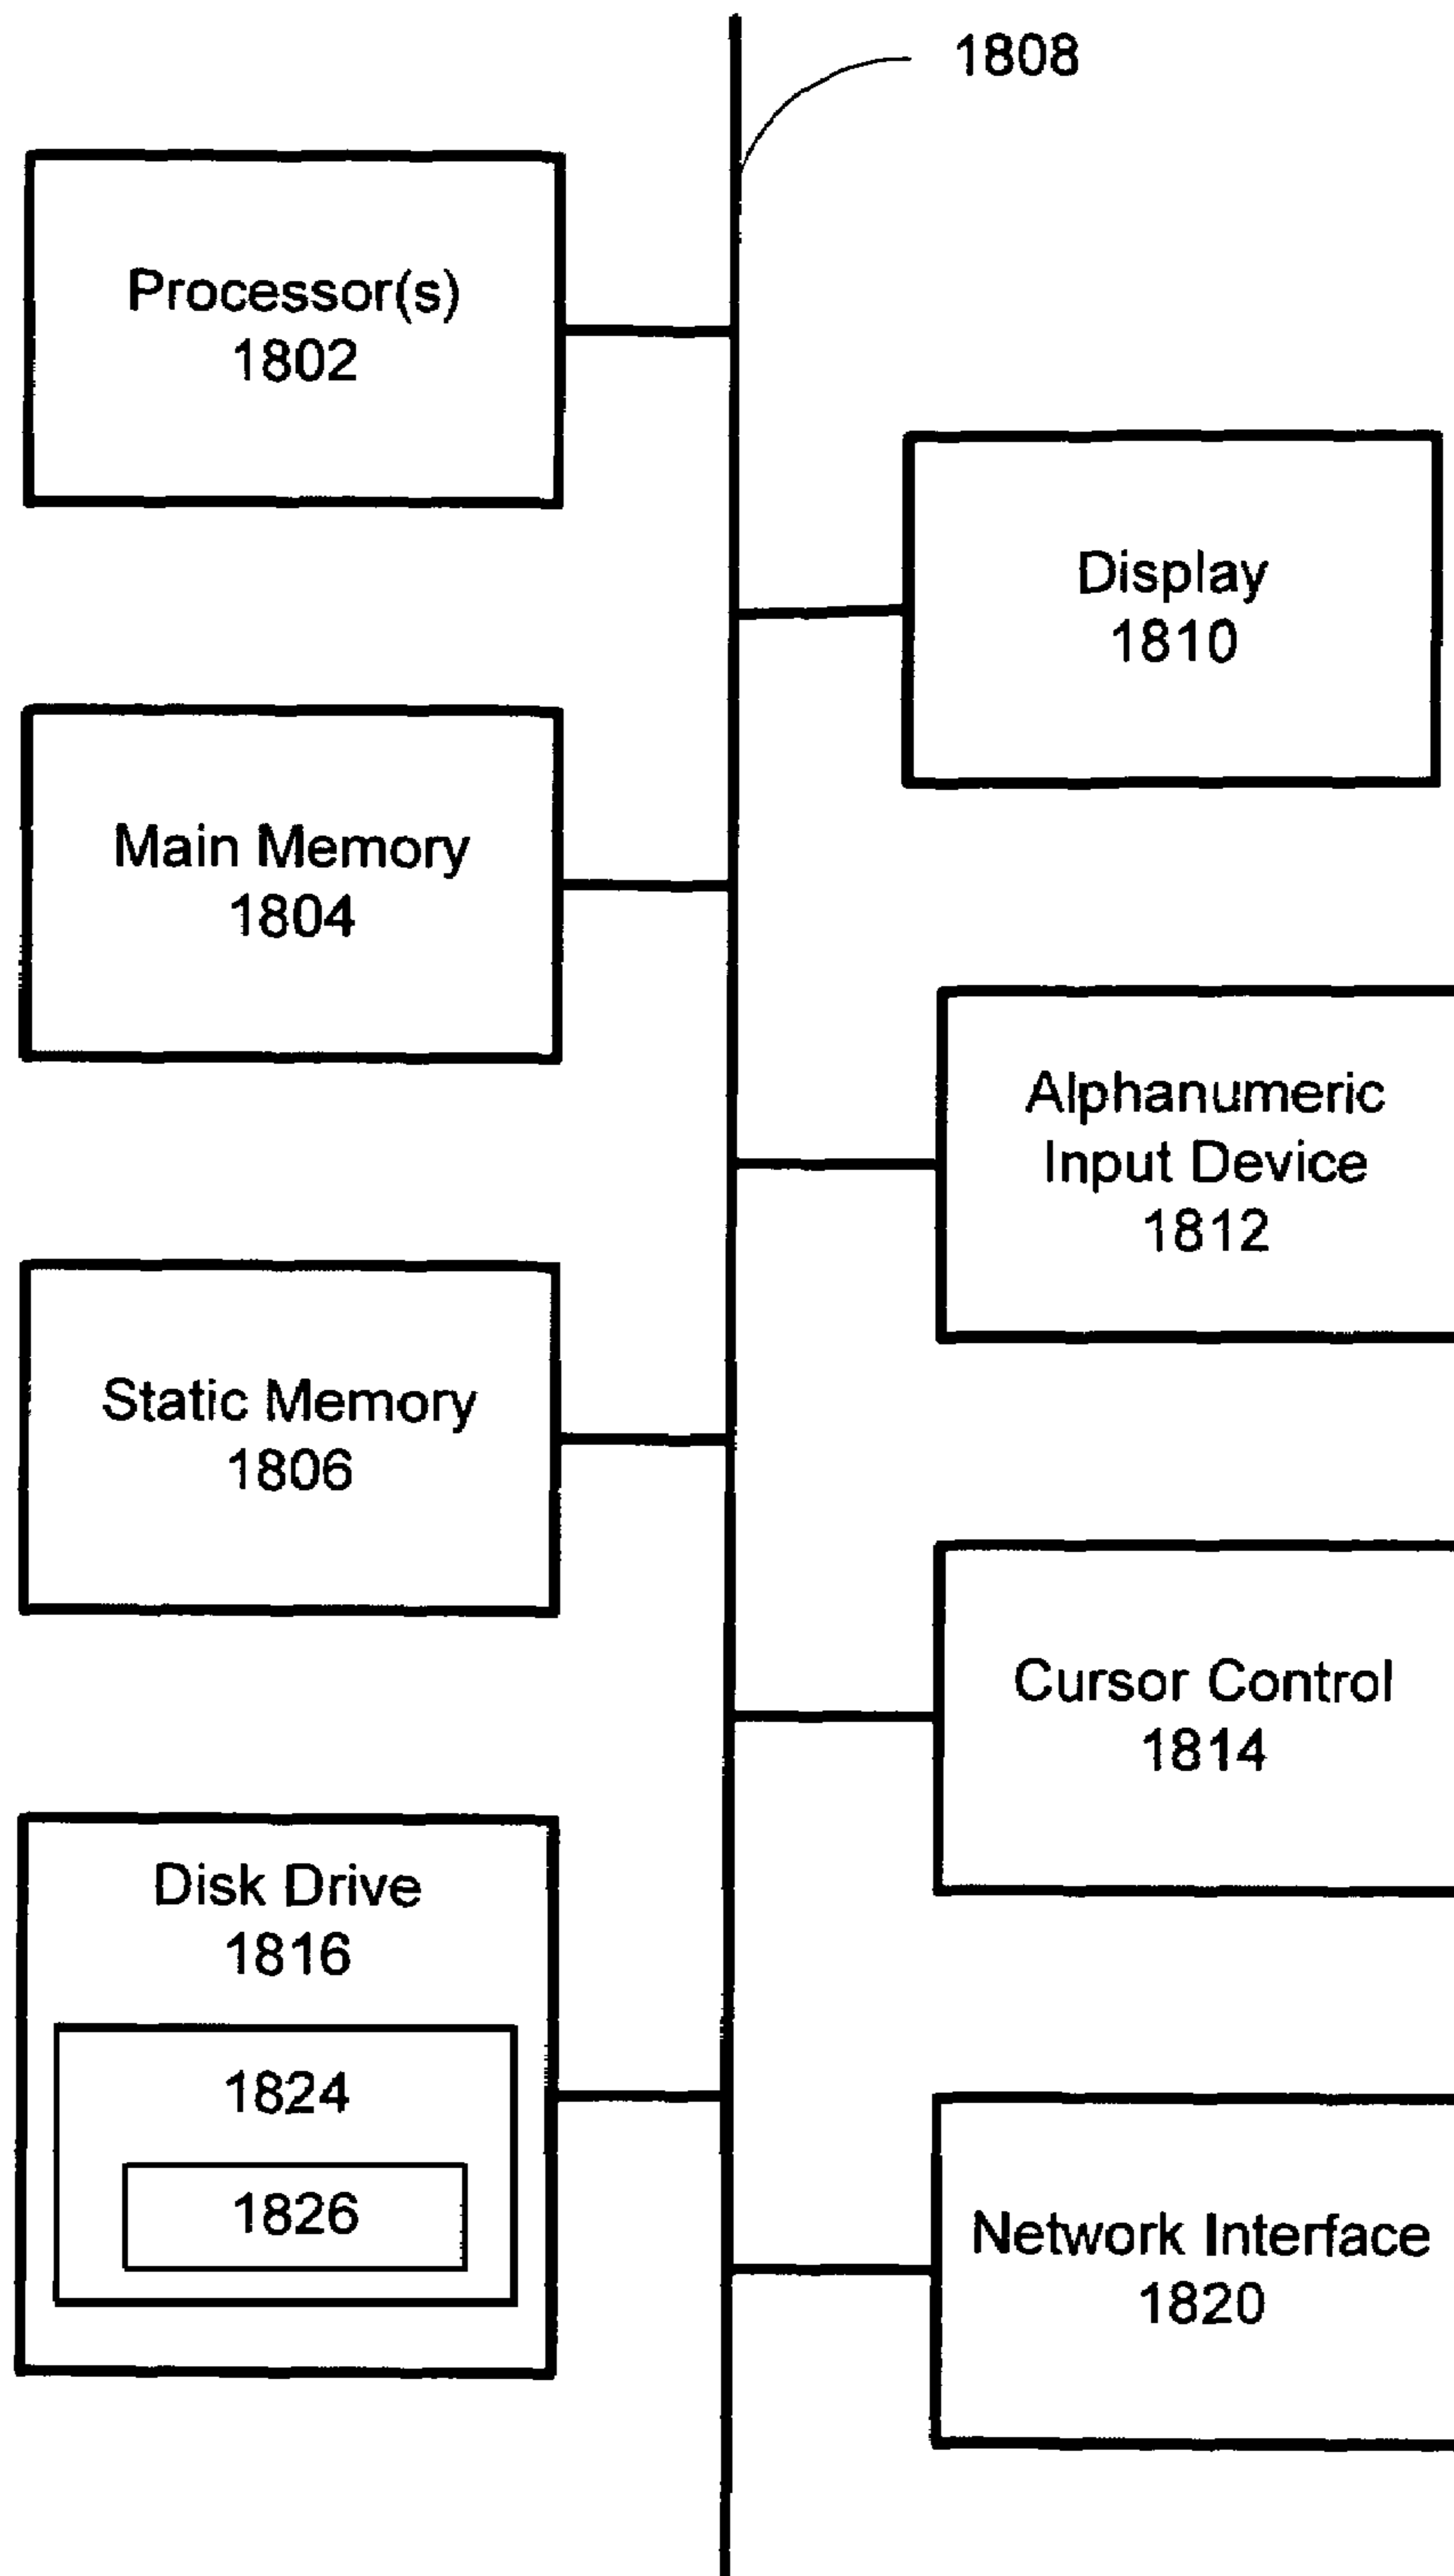 1808
Processor(s)
1802
Display
1810
Main Memory
1804
Alphanumeric
Input Device
1812
Static Memory
1806
Cursor Control
1814
Disk Drive
1816
1824
1826
Network Interface
1820